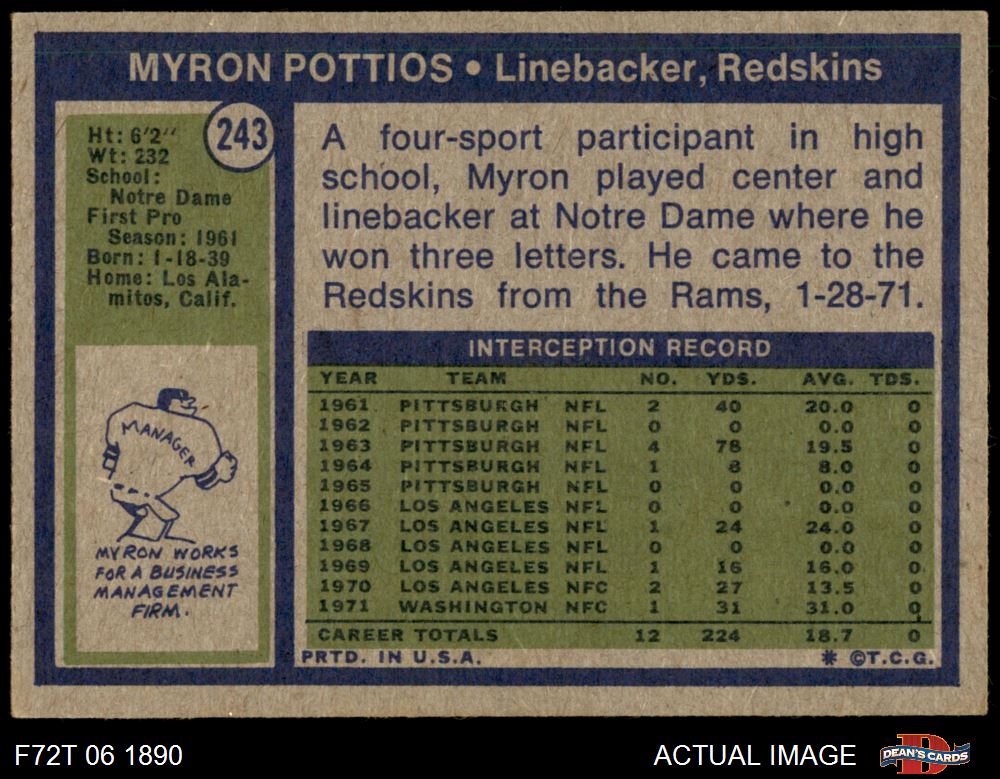 MYRON POTTIOS • Linebacker, Redskins
243
Ht: 6'2"
Wt: 232
School:
Notre Dame
First Pro
Season: 1961
Born: 1-18-39
Home: Los Ala-
mitos, Calif.
MANAGER
MYRON WORKS
FOR A BUSINESS
MANAGEMENT
FIRM.
A four-sport participant in high
school, Myron played center and
linebacker at Notre Dame where he
won three letters. He came to the
Redskins from the Rams, 1-28-71.
INTERCEPTION RECORD
YEAR TEAM NO. YDS. AVG. TDS.
1961 PITTSBURGH NFL 2 40 20.0 0
1962 PITTSBURGH NFL 0 0 0.0 0
1963 PITTSBURGH NFL 4 78 19.5 0
1964 PITTSBURGH NFL 1 8 8.0 0
1965 PITTSBURGH NFL 0 0 0.0 0
1966 LOS ANGELES NFL 0 0 0.0 0
1967 LOS ANGELES NFL 1 24 24.0 0
1968 LOS ANGELES NFL 0 0 0.0 0
1969 LOS ANGELES NFL 1 16 16.0 0
1970 LOS ANGELES NFC 2 27 13.5 0
1971 WASHINGTON NFC 1 31 31.0 0
CAREER TOTALS 12 224 18.7 0
PRTD. IN U.S.A. * ©T.C.G.
F72T 06 1890 ACTUAL IMAGE
D
DEAN'S CARDS